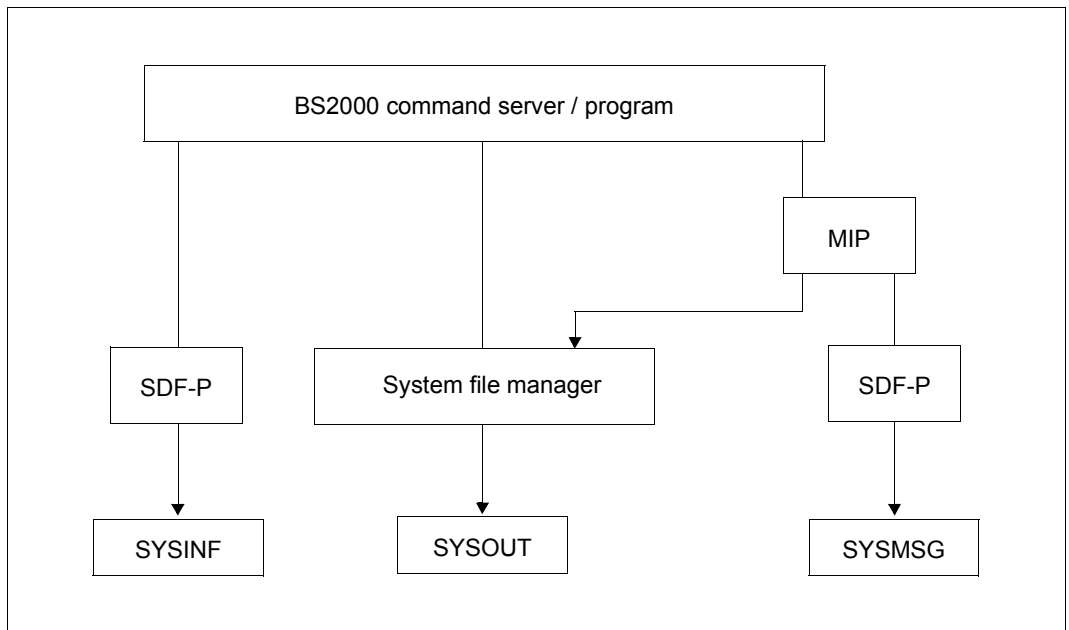 BS2000 command server / program
MIP
SDF-P
System file manager
SDF-P
SYSINF
SYSOUT
SYSMSG